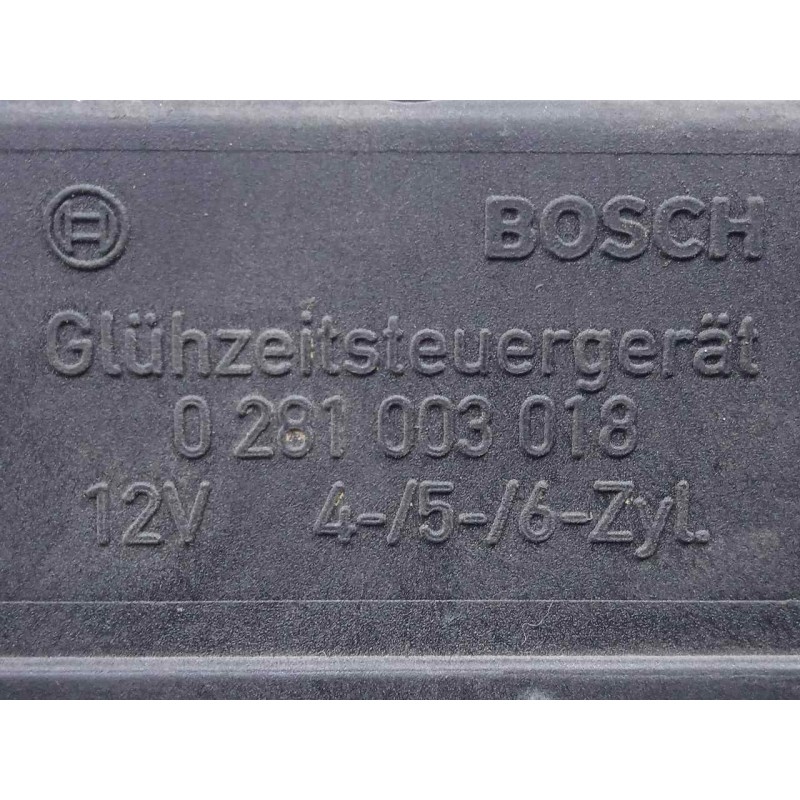 BOSCH
Glühzeitsteuergerät
0 281 003 018
12V 4-/5-/6-Zyl.